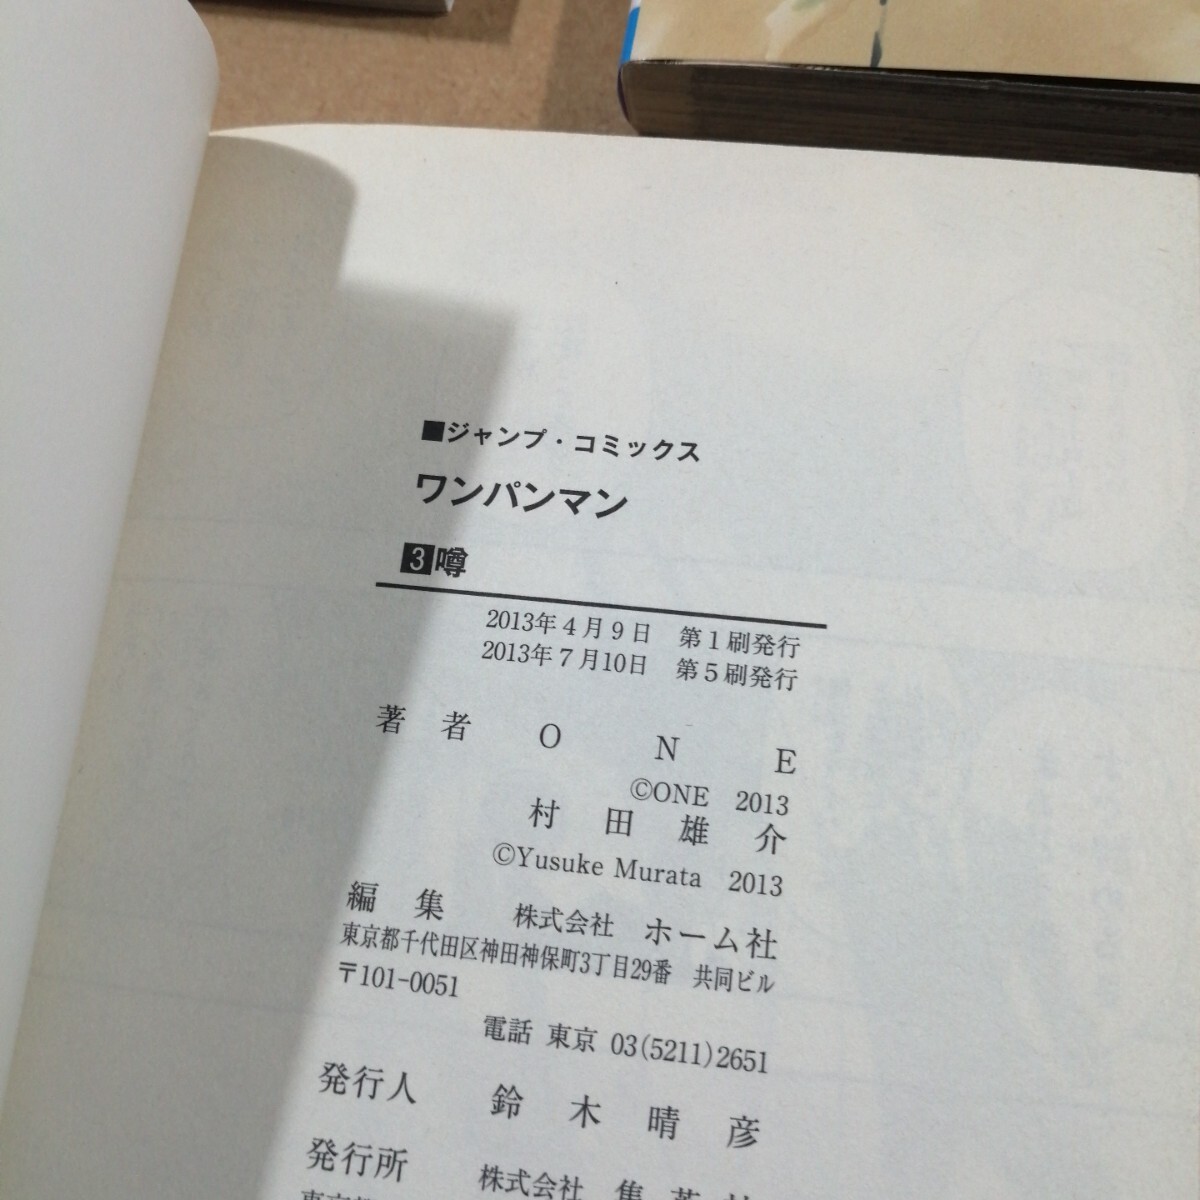 ■ジャンプ・コミックス
ワンパンマン
3噂
2013年4月9日 第1刷発行
2013年7月10日 第5刷発行
著者 ONE
©ONE 2013
村田雄介
©Yusuke Murata 2013
編集 株式会社 ホーム社
東京都千代田区神田神保町3丁目29番 共同ビル
〒101-0051
電話 東京 03(5211)2651
発行人 鈴木晴彦
発行所 株式会社 集英社